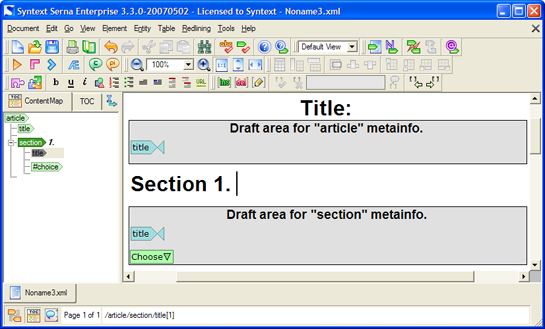 Syntext Serna Enterprise 3.3.0-20070502 - Licensed to Syntext - Noname3.xml
Document Edit Go View Element Entity Table Redlining Tools Help
Default View
100%
b u i URL
ins del
ContentMap TOC
article
title
section 1.
title
#choice
Title:
Draft area for "article" metainfo.
title
Section 1.
Draft area for "section" metainfo.
title
Choose
Noname3.xml
Page 1 of 1 /article/section/title[1]